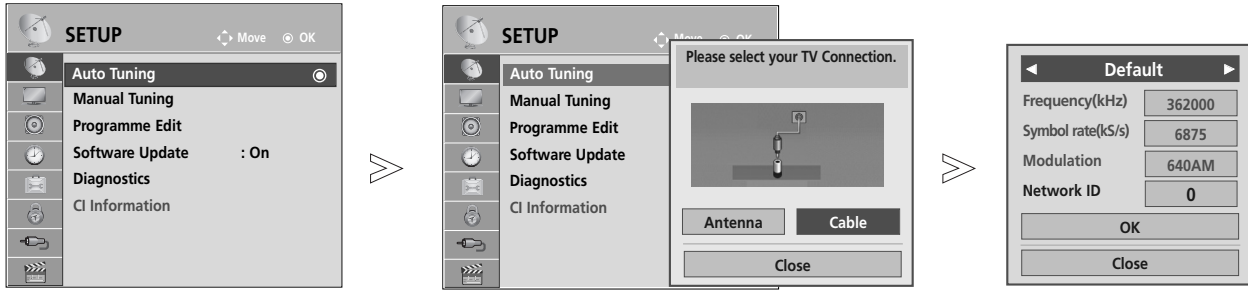 SETUP
Move OK
Auto Tuning
Manual Tuning
Programme Edit
Software Update : On
Diagnostics
CI Information
SETUP
Move OK
Auto Tuning
Manual Tuning
Programme Edit
Software Update
Diagnostics
CI Information
Please select your TV Connection.
Antenna Cable
Close
Default
Frequency(kHz) 362000
Symbol rate(kS/s) 6875
Modulation 640AM
Network ID 0
OK
Close